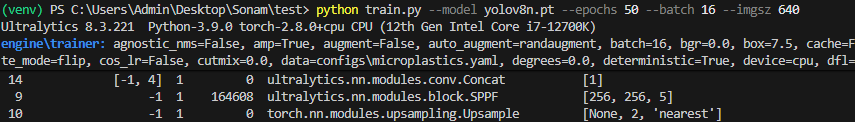 (venv) PS C:\Users\Admin\Desktop\Sonam\test> python train.py --model yolov8n.pt --epochs 50 --batch 16 --imgsz 640
Ultralytics 8.3.221  Python-3.9.0 torch-2.8.0+cpu CPU (12th Gen Intel Core i7-12700K)
engine\trainer: agnostic_nms=False, amp=True, augment=False, auto_augment=randaugment, batch=16, bgr=0.0, box=7.5, cache=F
te_mode=flip, cos_lr=False, cutmix=0.0, data=configs\microplastics.yaml, degrees=0.0, deterministic=True, device=cpu, dfl=
14 [-1, 4] 1 0 ultralytics.nn.modules.conv.Concat [1]
9 -1 1 164608 ultralytics.nn.modules.block.SPPF [256, 256, 5]
10 -1 1 0 torch.nn.modules.upsampling.Upsample [None, 2, 'nearest']